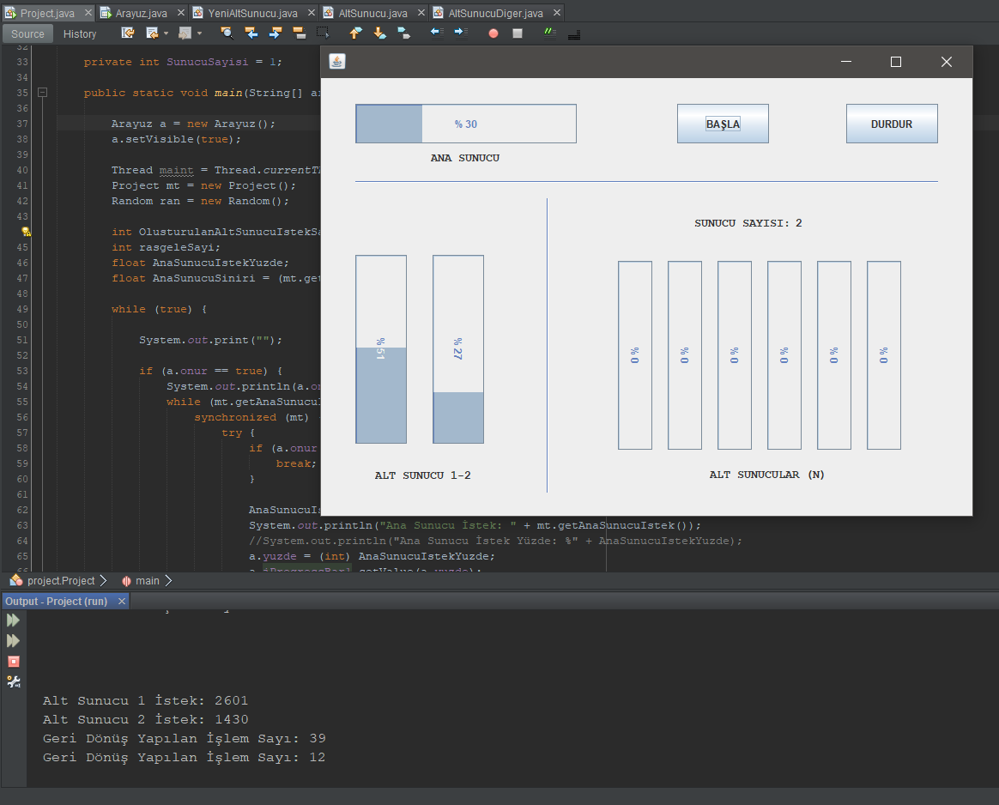 Project.java Arayuz.java YeniAltSunucu.java AltSunucu.java AltSunucuDiger.java
Source History
32
33 private int SunucuSayisi = 1;
34
35 public static void main(String[] a
36
37 Arayuz a = new Arayuz();
38 a.setVisible(true);
39
40 Thread maint = Thread.currentTh
41 Project mt = new Project();
42 Random ran = new Random();
43
int OlusturulanAltSunucuIstekSa
45 int rasgeleSayi;
46 float AnaSunucuIstekYuzde;
47 float AnaSunucuSiniri = (mt.get
48
49 while (true) {
50
51 System.out.print("");
52
53 if (a.onur == true) {
54 System.out.println(a.on
55 while (mt.getAnaSunucuI
56 synchronized (mt)
57 try {
58 if (a.onur
59 break;
60 }
61
62 AnaSunucuIs
63 System.out.println("Ana Sunucu İstek: " + mt.getAnaSunucuIstek());
64 //System.out.println("Ana Sunucu İstek Yüzde: %" + AnaSunucuIstekYuzde);
65 a.yuzde = (int) AnaSunucuIstekYuzde;
66 a.jProgressBar1.setValue(a.yuzde);
% 30
BAŞLA
DURDUR
ANA SUNUCU
SUNUCU SAYISI: 2
% 51
% 27
% 0
% 0
% 0
% 0
% 0
% 0
ALT SUNUCU 1-2
ALT SUNUCULAR (N)
project.Project main
Output - Project (run)
Alt Sunucu 1 İstek: 2601
Alt Sunucu 2 İstek: 1430
Geri Dönüş Yapılan İşlem Sayı: 39
Geri Dönüş Yapılan İşlem Sayı: 12